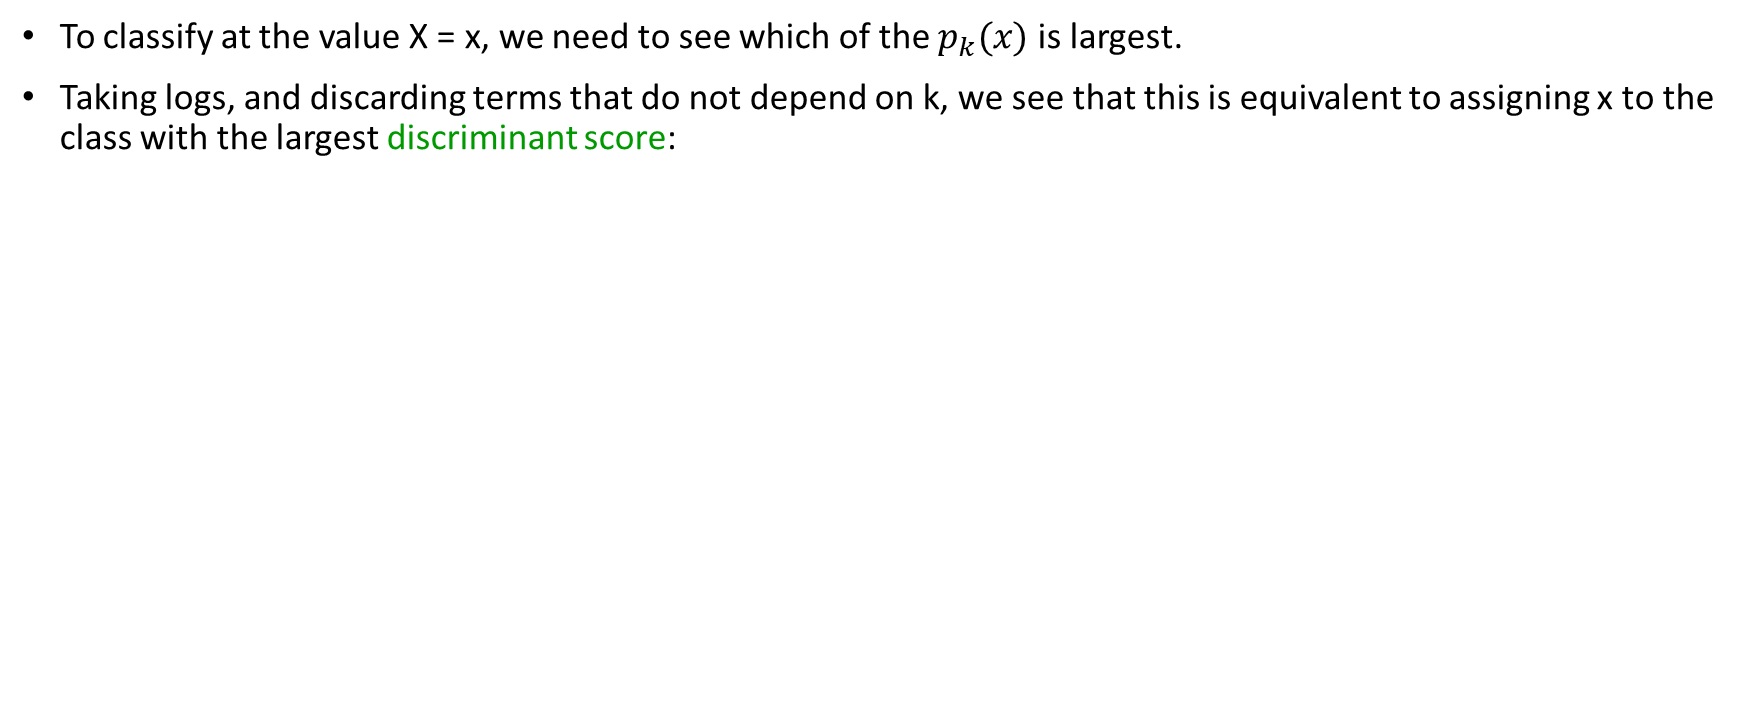 • To classify at the value X = x, we need to see which of the pₖ(x) is largest.
• Taking logs, and discarding terms that do not depend on k, we see that this is equivalent to assigning x to the
class with the largest discriminant score: